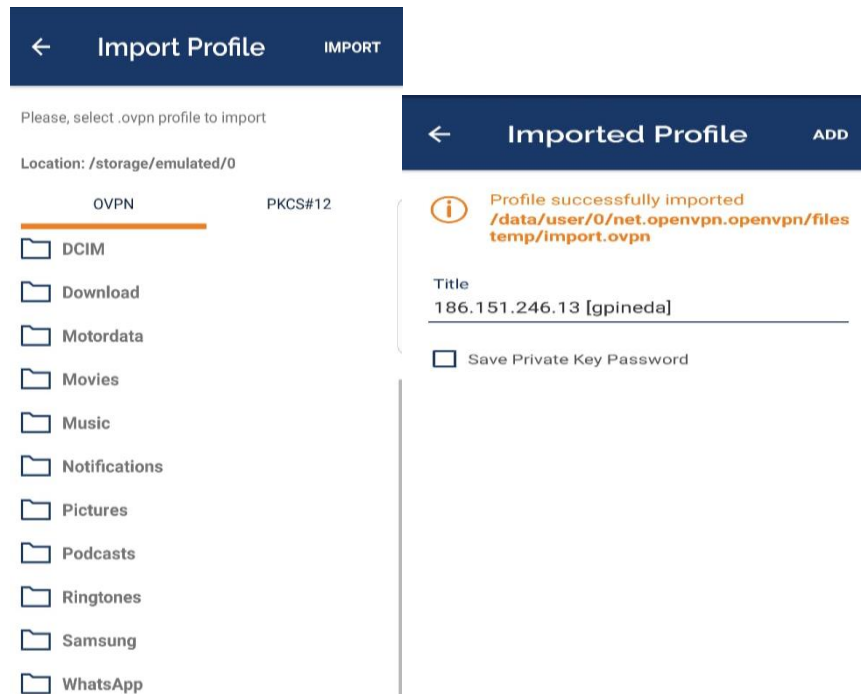 Import Profile
IMPORT
Please, select .ovpn profile to import
Location: /storage/emulated/0
OVPN
PKCS#12
DCIM
Download
Motordata
Movies
Music
Notifications
Pictures
Podcasts
Ringtones
Samsung
WhatsApp
Imported Profile
ADD
Profile successfully imported
/data/user/0/net.openvpn.openvpn/files
temp/import.ovpn
Title
186.151.246.13 [gpineda]
Save Private Key Password